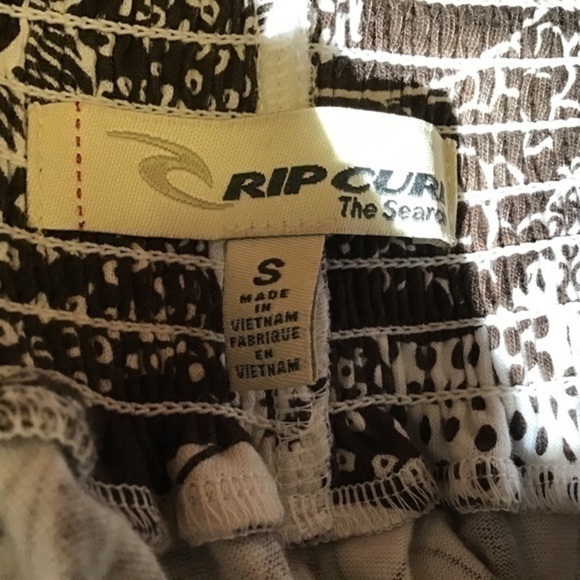 RIP CURL
The Search
S
MADE
IN
VIETNAM
FABRIQUE
EN
VIETNAM